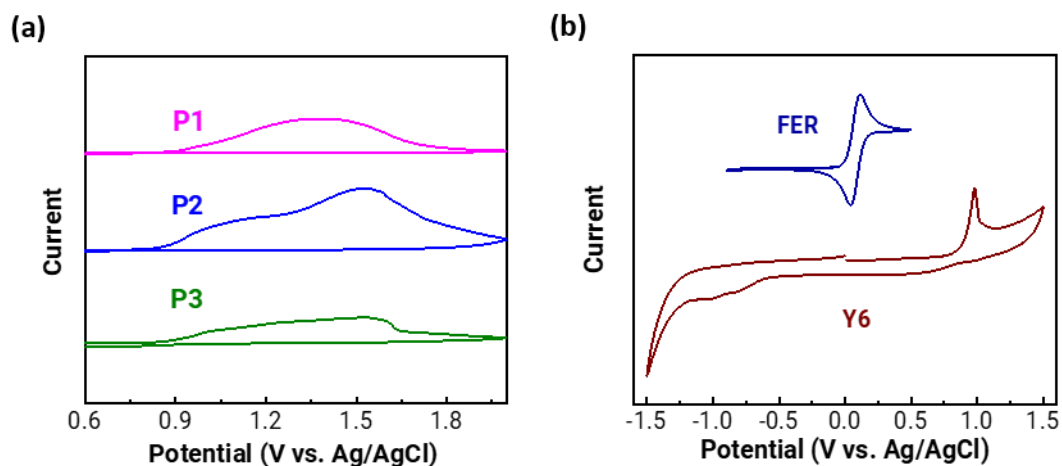 (a)
P1
P2
P3
Current
0.6 0.9 1.2 1.5 1.8
Potential (V vs. Ag/AgCl)
(b)
FER
Y6
Current
-1.5 -1.0 -0.5 0.0 0.5 1.0 1.5
Potential (V vs. Ag/AgCl)